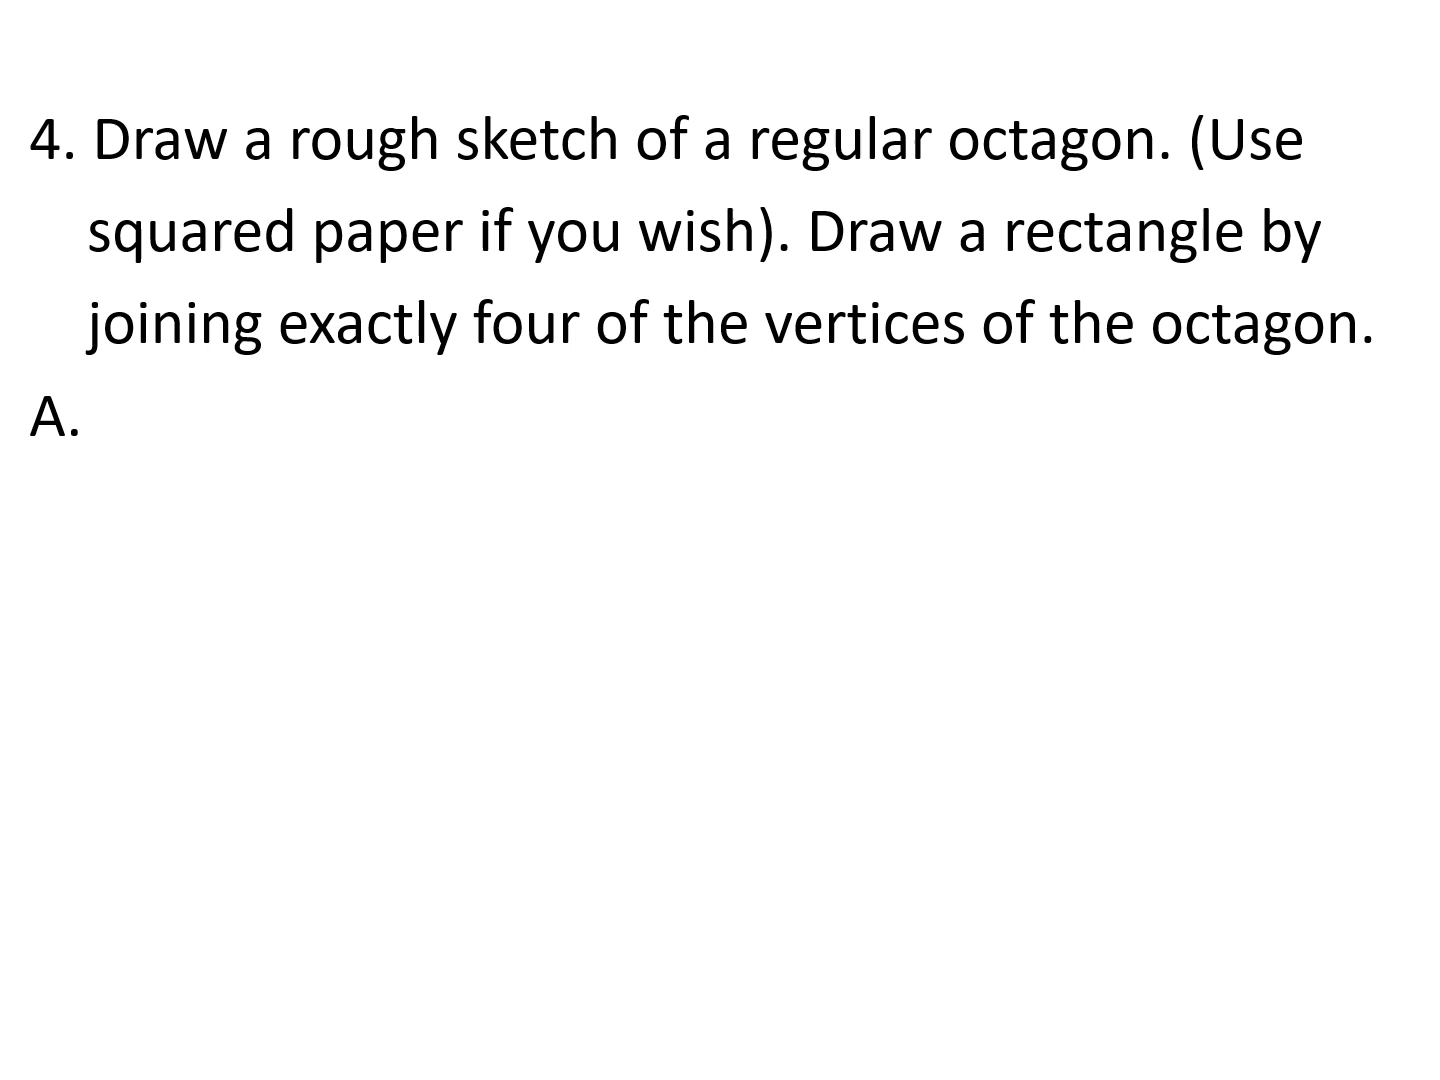 4. Draw a rough sketch of a regular octagon. (Use
squared paper if you wish). Draw a rectangle by
joining exactly four of the vertices of the octagon.
A.